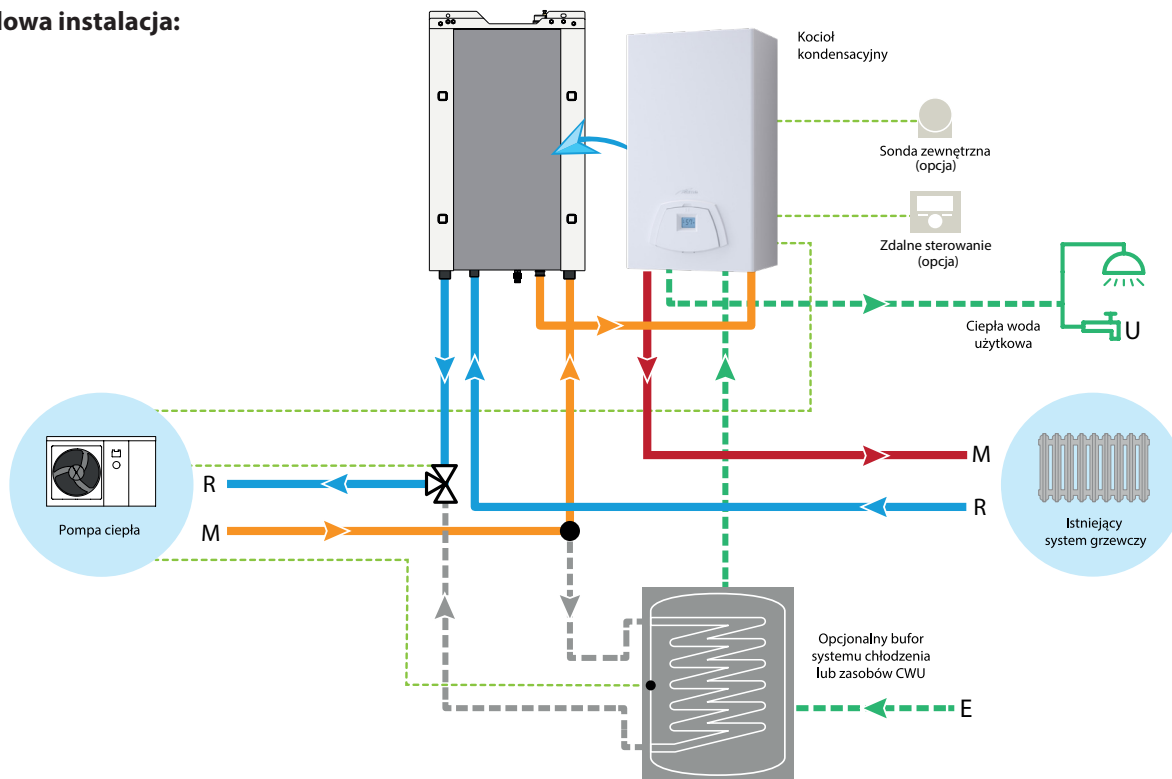 lowa instalacja:
Kocioł
kondensacyjny
Sonda zewnętrzna
(opcja)
Zdalne sterowanie
(opcja)
Ciepła woda
użytkowa
U
Pompa ciepła
R
M
M
R
Istniejący
system grzewczy
Opcjonalny bufor
systemu chłodzenia
lub zasobów CWU
E